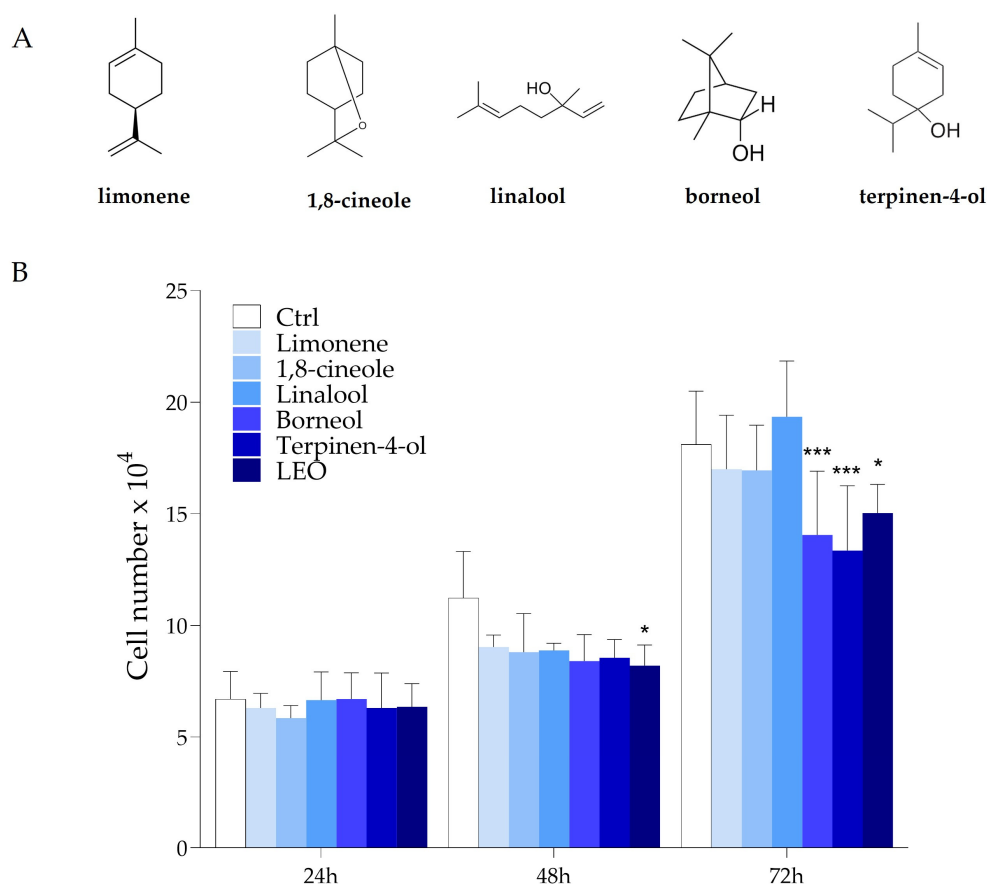 A
HO
H
OH
OH
O
limonene
1,8-cineole
linalool
borneol
terpinen-4-ol
B
25
20
15
10
5
0
Cell number x 10⁴
Ctrl
Limonene
1,8-cineole
Linalool
Borneol
Terpinen-4-ol
LEO
*
***
***
*
24h
48h
72h